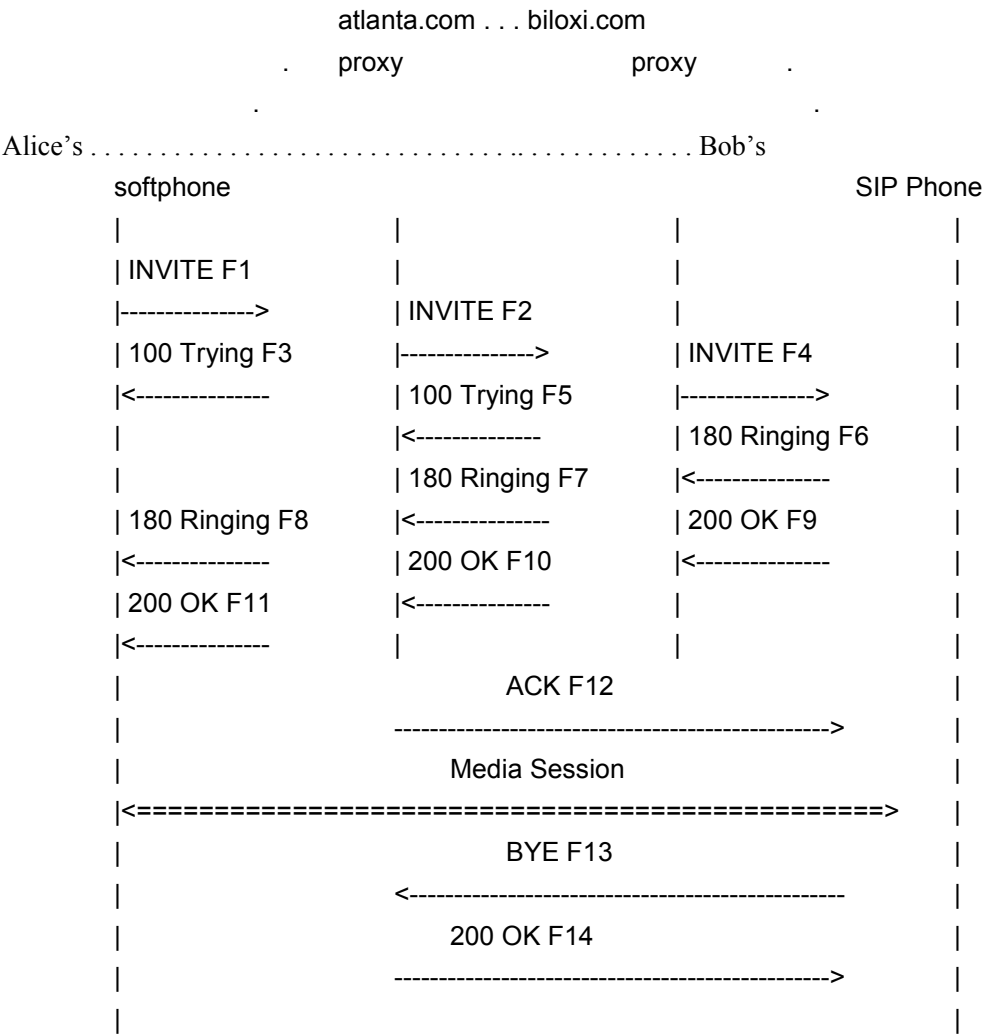 atlanta.com . . . biloxi.com
. proxy proxy .
. .
Alice’s . . . . . . . . . . . . . . . . . . . . . . . . . . . . . . .. . . . . . . . . . . . . Bob’s
softphone SIP Phone
| | | |
| INVITE F1 | | |
|---------------> | INVITE F2 | |
| 100 Trying F3 |---------------> | INVITE F4 |
|<--------------- | 100 Trying F5 |---------------> |
| |<-------------- | 180 Ringing F6 |
| | 180 Ringing F7 |<--------------- |
| 180 Ringing F8 |<--------------- | 200 OK F9 |
|<--------------- | 200 OK F10 |<--------------- |
| 200 OK F11 |<--------------- | |
|<--------------- | | |
| ACK F12 |
| -------------------------------------------------> |
| Media Session |
|<================================================> |
| BYE F13 |
| <------------------------------------------------- |
| 200 OK F14 |
| -------------------------------------------------> |
| |